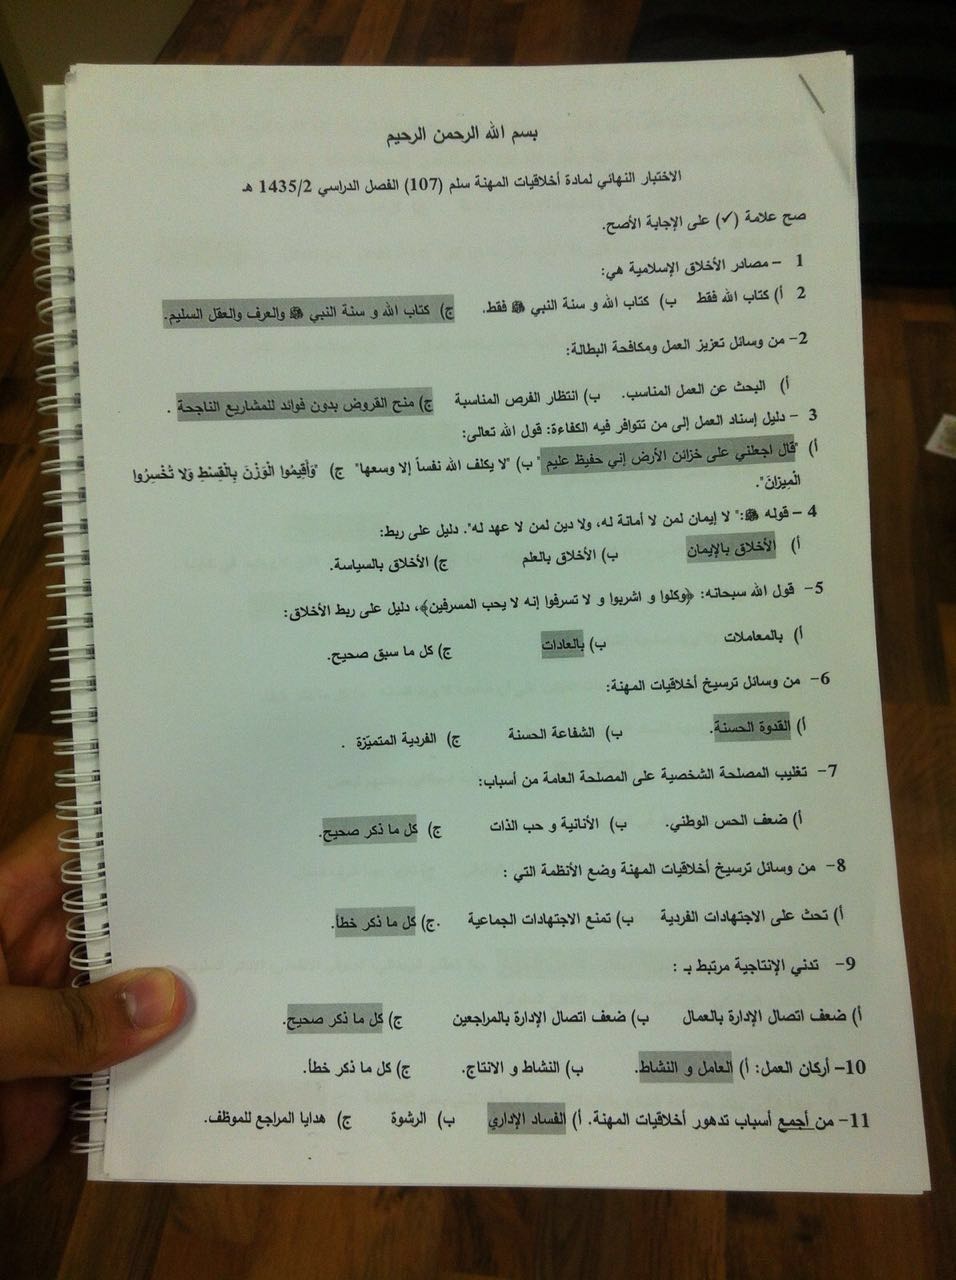 بسم الله الرحمن الرحيم
الاختبار النهائي لمادة أخلاقيات المهنة سلم (107) الفصل الدراسي 1435/2 هـ
صح علامة (✓) على الإجابة الأصح.
1 – مصادر الأخلاق الإسلامية هي:
2 أ) كتاب الله فقط ب) كتاب الله و سنة النبي ﷺ فقط. ج) كتاب الله و سنة النبي ﷺ والعرف والعقل السليم.
2- من وسائل تعزيز العمل ومكافحة البطالة:
أ) البحث عن العمل المناسب. ب) انتظار الفرص المناسبة ج) منح القروض بدون فوائد للمشاريع الناجحة .
3 – دليل إسناد العمل إلى من تتوافر فيه الكفاءة: قول الله تعالى:
أ) "قال اجعلني على خزائن الأرض إني حفيظ عليم " ب) "لا يكلف الله نفساً إلا وسعها" ج) "وَأَقِيمُوا الْوَزْنَ بِالْقِسْطِ وَلَا تُخْسِرُوا
الْمِيزَانَ".
4 – قوله ﷺ:" لا إيمان لمن لا أمانة له، ولا دين لمن لا عهد له". دليل على ربط:
أ) الأخلاق بالإيمان ب) الأخلاق بالعلم ج) الأخلاق بالسياسة.
5- قول الله سبحانه: ﴿وكلوا و اشربوا و لا تسرفوا إنه لا يحب المسرفين﴾، دليل على ربط الأخلاق:
أ) بالمعاملات ب) بالعادات ج) كل ما سبق صحيح.
6- من وسائل ترسيخ أخلاقيات المهنة:
أ) القدوة الحسنة. ب) الشفاعة الحسنة ج) الفردية المتميّزة .
7- تغليب المصلحة الشخصية على المصلحة العامة من أسباب:
أ) ضعف الحس الوطني. ب) الأنانية و حب الذات ج) كل ما ذكر صحيح.
8- من وسائل ترسيخ أخلاقيات المهنة وضع الأنظمة التي :
أ) تحث على الاجتهادات الفردية ب) تمنع الاجتهادات الجماعية .ج) كل ما ذكر خطأ.
9- تدني الإنتاجية مرتبط بـ :
أ) ضعف اتصال الإدارة بالعمال ب) ضعف اتصال الإدارة بالمراجعين ج) كل ما ذكر صحيح.
10– أركان العمل: أ) العامل و النشاط. ب) النشاط و الانتاج. ج) كل ما ذكر خطأ.
11- من أجمع أسباب تدهور أخلاقيات المهنة. أ) الفساد الإداري ب) الرشوة ج) هدايا المراجع للموظف.